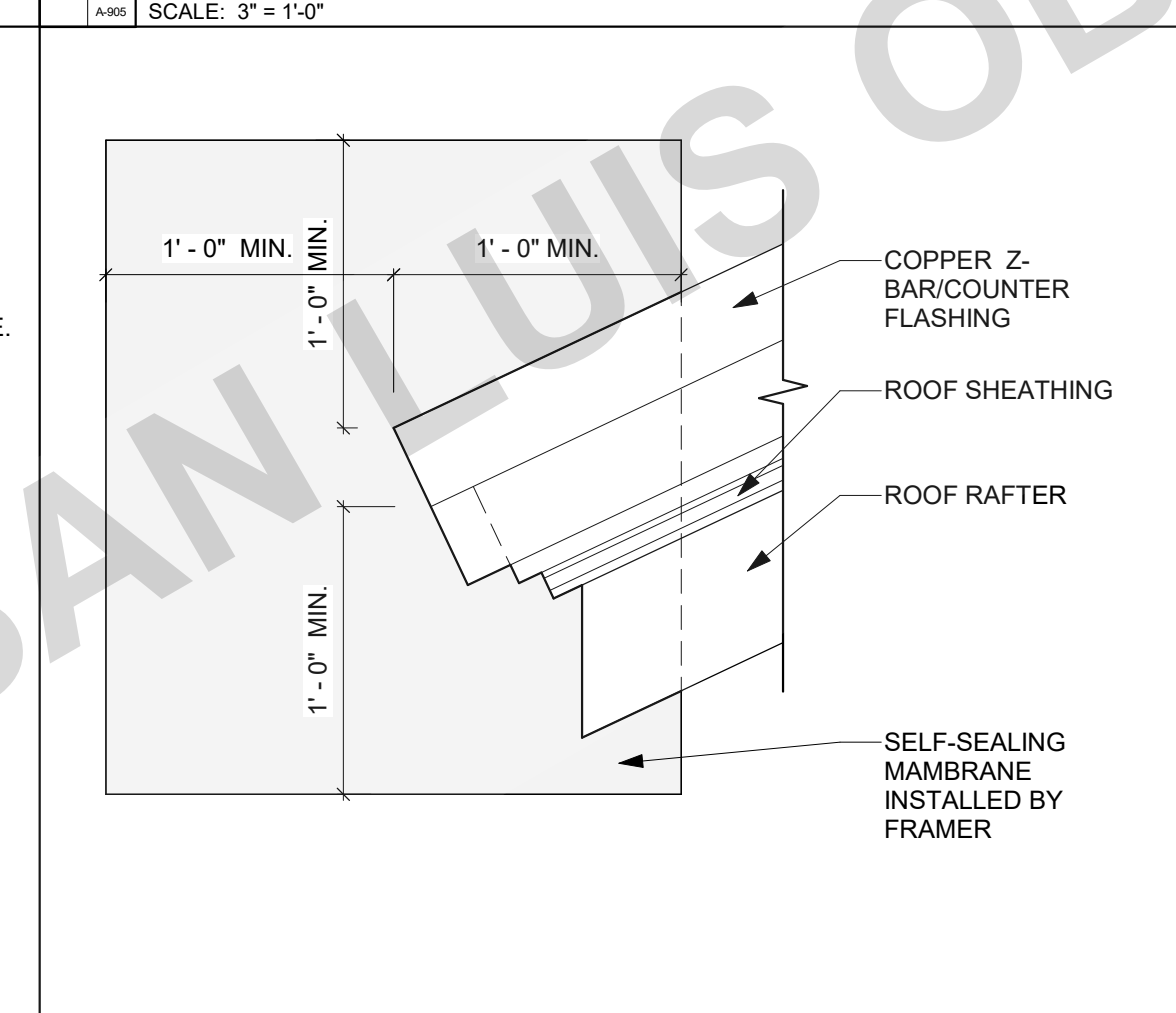 A-905 SCALE: 3" = 1'-0"
1' - 0" MIN.
1' - 0" MIN.
1' - 0" MIN.
1' - 0" MIN.
E.
COPPER Z-
BAR/COUNTER
FLASHING
ROOF SHEATHING
ROOF RAFTER
SELF-SEALING
MAMBRANE
INSTALLED BY
FRAMER
SAN LUIS OB